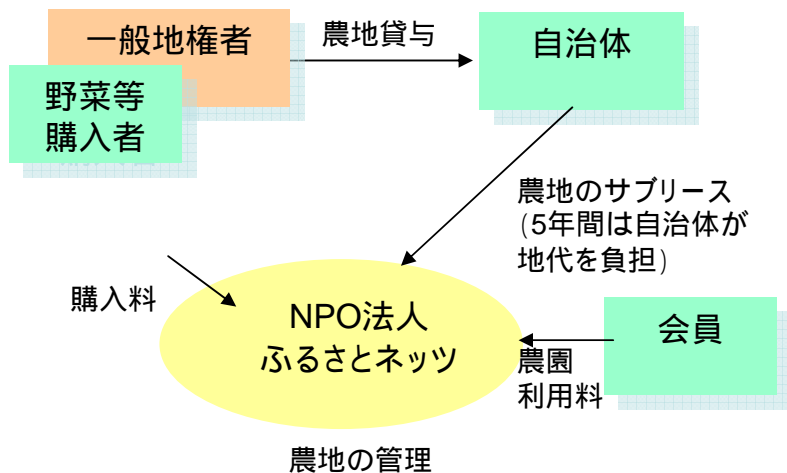 一般地権者
農地貸与
自治体
野菜等
購入者
農地のサブリース
(5年間は自治体が
地代を負担)
購入料
NPO法人
ふるさとネッツ
会員
農園
利用料
農地の管理